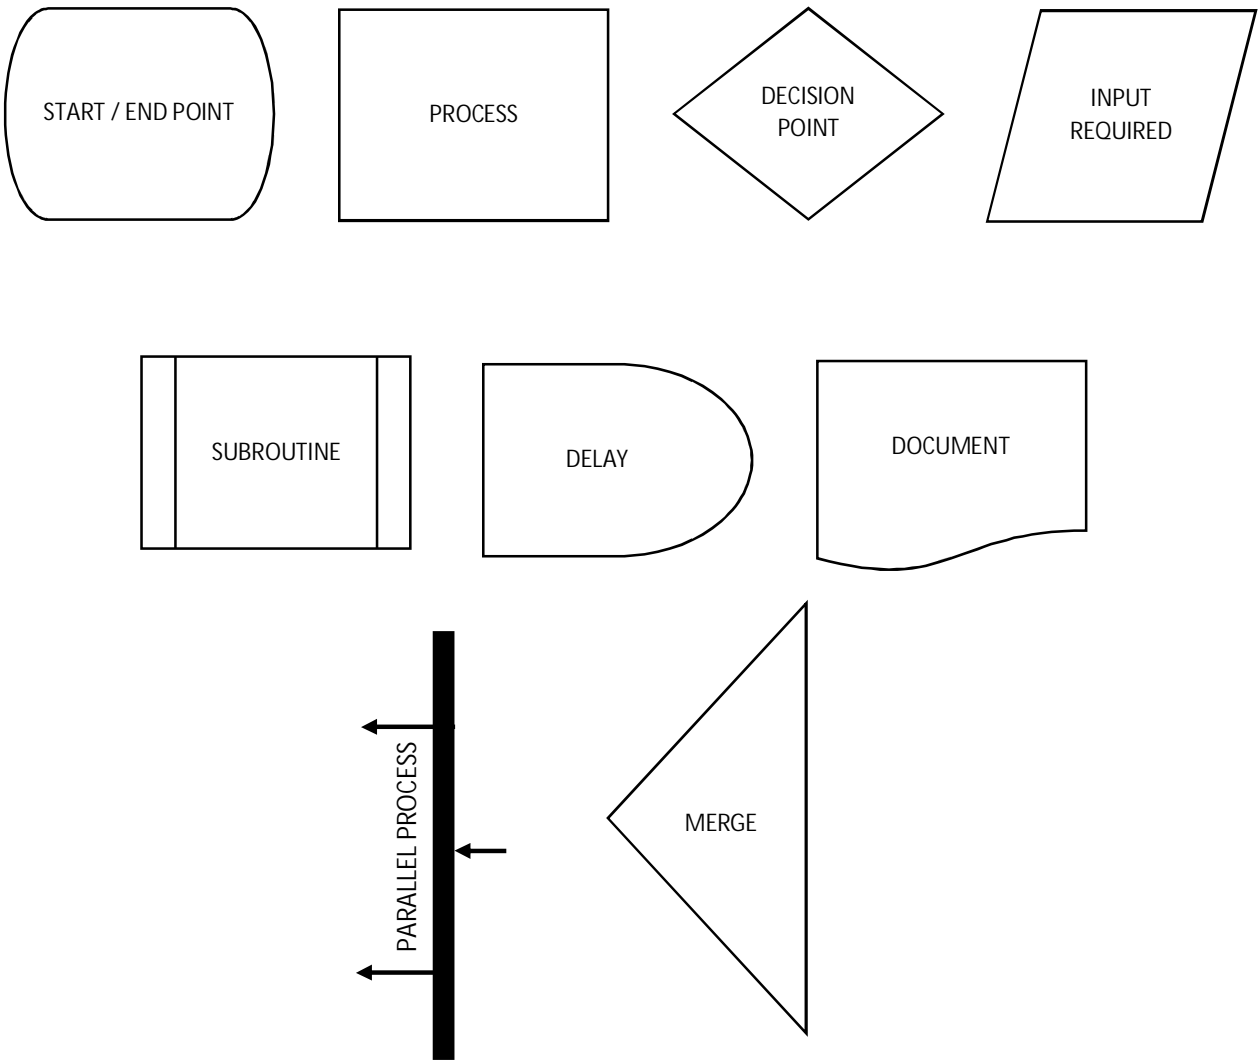 START / END POINT
PROCESS
DECISION
POINT
INPUT
REQUIRED
SUBROUTINE
DELAY
DOCUMENT
PARALLEL PROCESS
MERGE